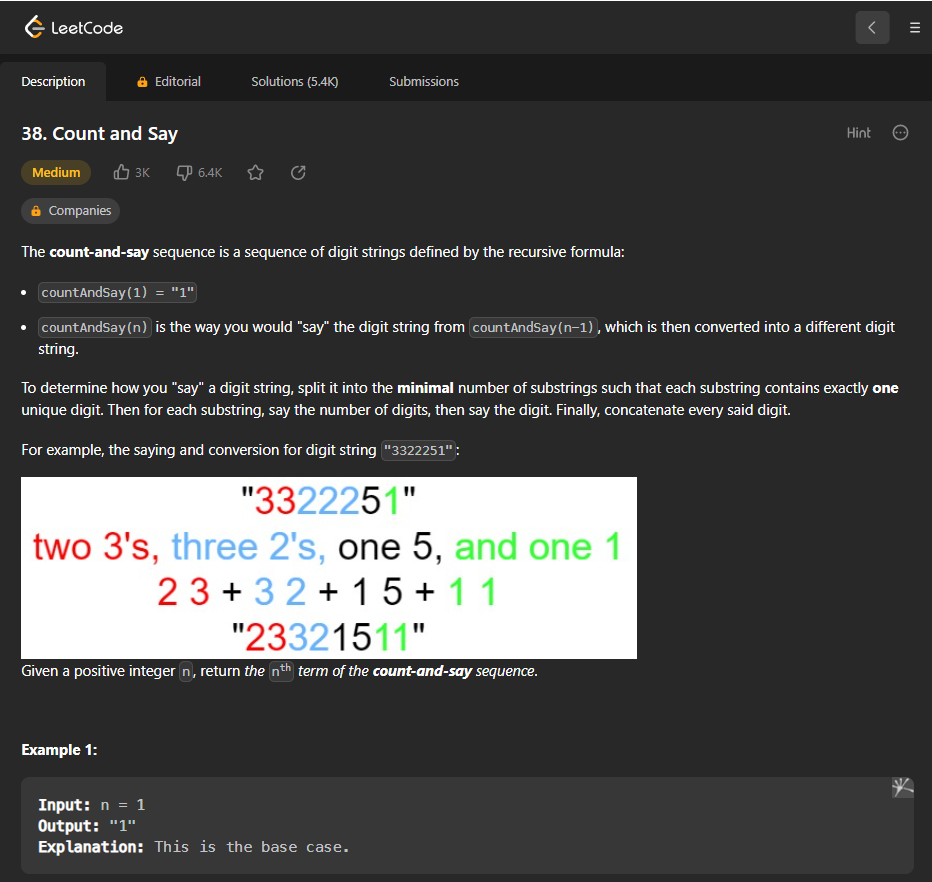 LeetCode
Description Editorial Solutions (5.4K) Submissions
38. Count and Say
Hint
Medium 3K 6.4K
Companies
The count-and-say sequence is a sequence of digit strings defined by the recursive formula:
• countAndSay(1) = "1"
• countAndSay(n) is the way you would "say" the digit string from countAndSay(n-1), which is then converted into a different digit
string.
To determine how you "say" a digit string, split it into the minimal number of substrings such that each substring contains exactly one
unique digit. Then for each substring, say the number of digits, then say the digit. Finally, concatenate every said digit.
For example, the saying and conversion for digit string "3322251":
"3322251"
two 3's, three 2's, one 5, and one 1
2 3 + 3 2 + 1 5 + 1 1
"23321511"
Given a positive integer n, return the nth term of the count-and-say sequence.
Example 1:
Input: n = 1
Output: "1"
Explanation: This is the base case.